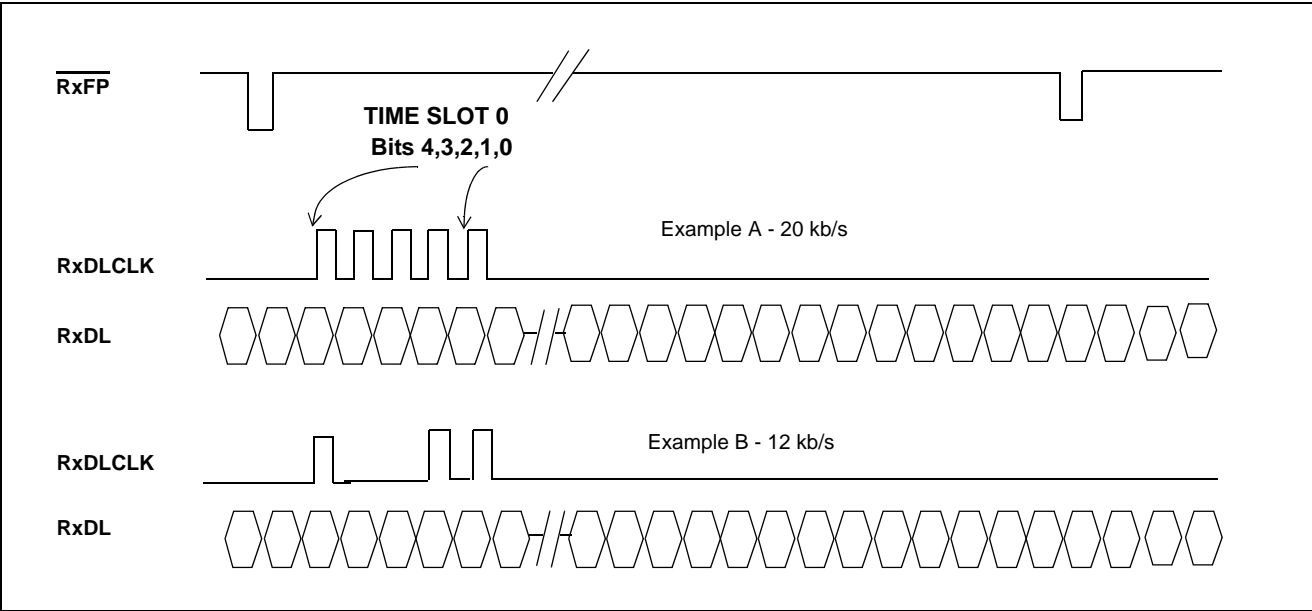 RxFP
TIME SLOT 0
Bits 4,3,2,1,0
Example A - 20 kb/s
RxDLCLK
RxDL
Example B - 12 kb/s
RxDLCLK
RxDL